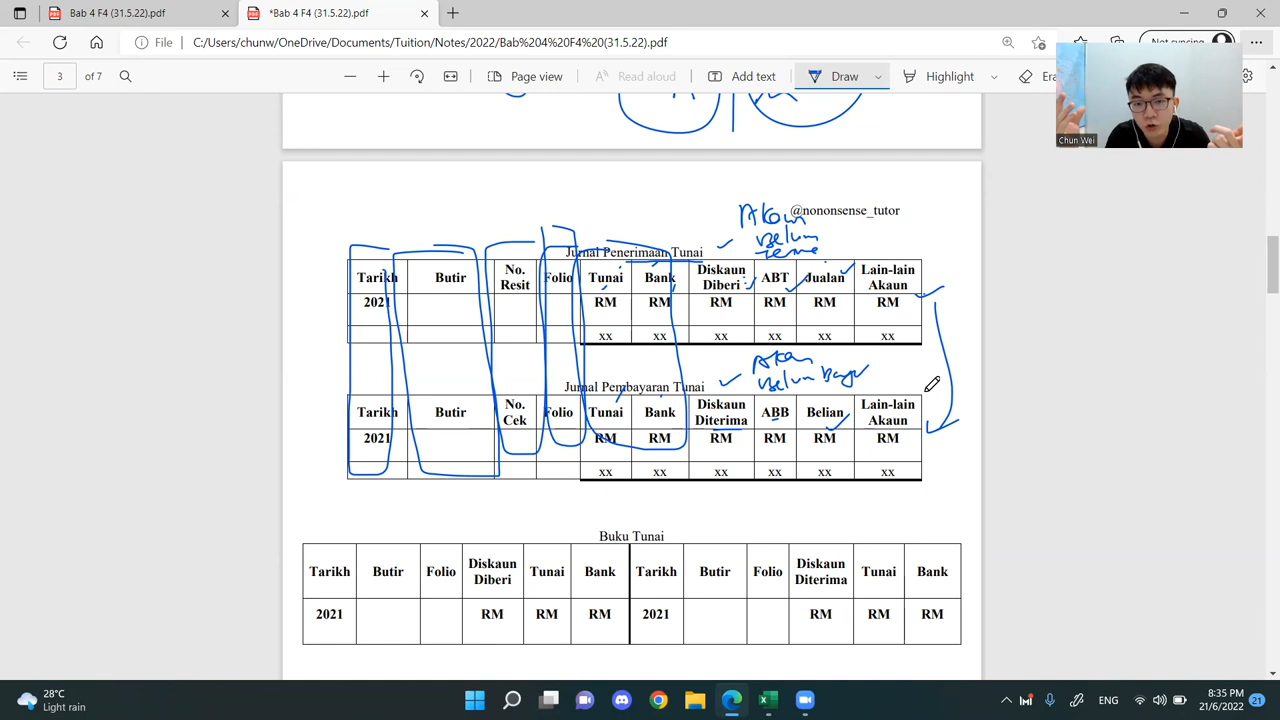 Bab 4 F4 (31.5.22).pdf
*Bab 4 F4 (31.5.22).pdf
File
C:/Users/chunw/OneDrive/Documents/Tuition/Notes/2022/Bab%204%20F4%20(31.5.22).pdf
Not syncing
3 of 7
Page view
Read aloud
Add text
Draw
Highlight
Chun Wei
@nononsense_tutor
Akaun
Belum
Terima
Jurnal Penerimaan Tunai
Tarikh Butir No. Resit Folio Tunai Bank Diskaun Diberi ABT Jualan Lain-lain Akaun
2021 RM RM RM RM RM RM
xx xx xx xx xx xx
Akaun
Belum Bayar
Jurnal Pembayaran Tunai
Tarikh Butir No. Cek Folio Tunai Bank Diskaun Diterima ABB Belian Lain-lain Akaun
2021 RM RM RM RM RM RM
xx xx xx xx xx xx
Buku Tunai
Tarikh Butir Folio Diskaun Diberi Tunai Bank Tarikh Butir Folio Diskaun Diterima Tunai Bank
2021 RM RM RM 2021 RM RM RM
28°C
Light rain
ENG
8:35 PM
21/6/2022
21